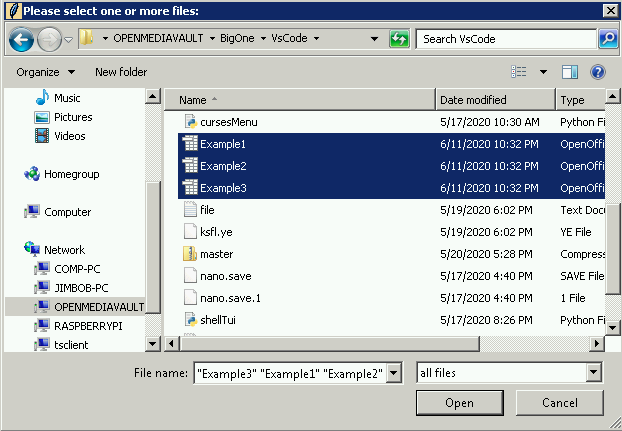 Please select one or more files:
OPENMEDIAVAULT BigOne VsCode
Search VsCode
Organize New folder
Music
Pictures
Videos
Homegroup
Computer
Network
COMP-PC
JIMBOB-PC
OPENMEDIAVAULT
RASPBERRYPI
tsclient
Name Date modified Type
cursesMenu 5/17/2020 10:30 AM Python Fi
Example1 6/11/2020 10:32 PM OpenOffi
Example2 6/11/2020 10:32 PM OpenOffi
Example3 6/11/2020 10:32 PM OpenOffi
file 5/19/2020 6:02 PM Text Docu
ksfl.ye 5/19/2020 6:02 PM YE File
master 5/20/2020 5:28 PM Compress
nano.save 5/17/2020 4:40 PM SAVE File
nano.save.1 5/17/2020 4:40 PM 1 File
shellTui 5/17/2020 8:26 PM Python Fi
File name: "Example3" "Example1" "Example2" all files
Open Cancel